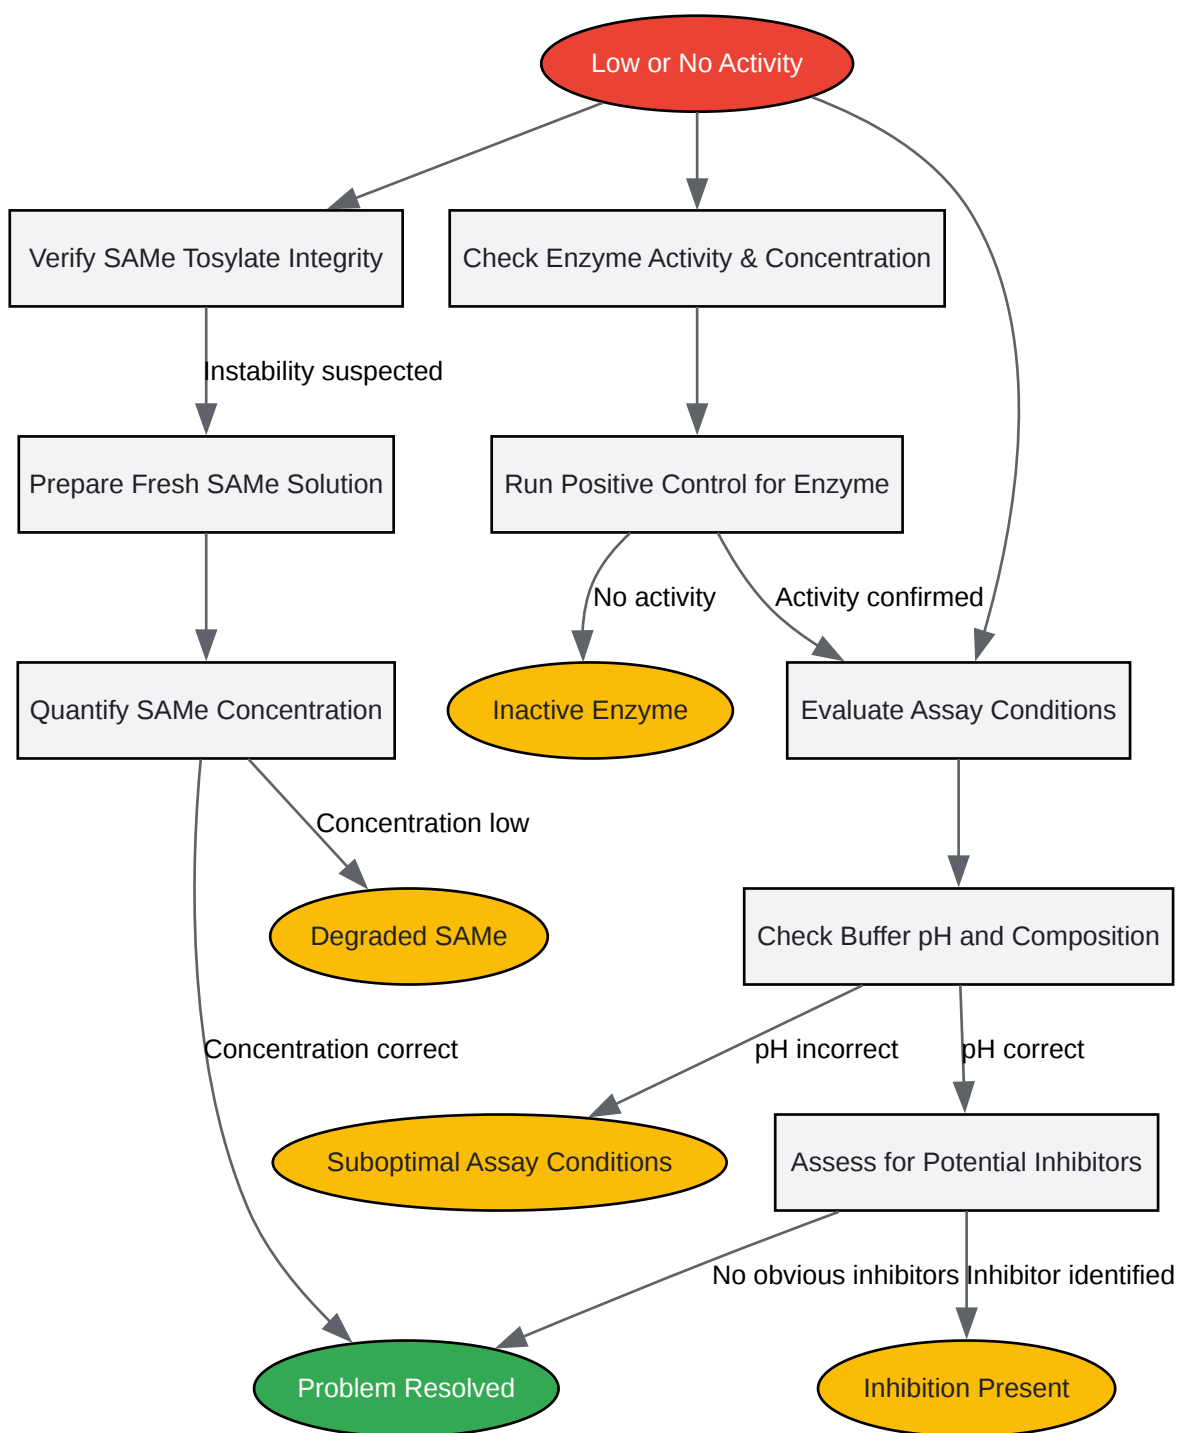 Low or No Activity
Verify SAMe Tosylate Integrity
Check Enzyme Activity & Concentration
Instability suspected
Prepare Fresh SAMe Solution
Run Positive Control for Enzyme
No activity
Activity confirmed
Quantify SAMe Concentration
Inactive Enzyme
Evaluate Assay Conditions
Concentration low
Degraded SAMe
Check Buffer pH and Composition
Concentration correct
pH incorrect
pH correct
Suboptimal Assay Conditions
Assess for Potential Inhibitors
No obvious inhibitors
Inhibitor identified
Problem Resolved
Inhibition Present